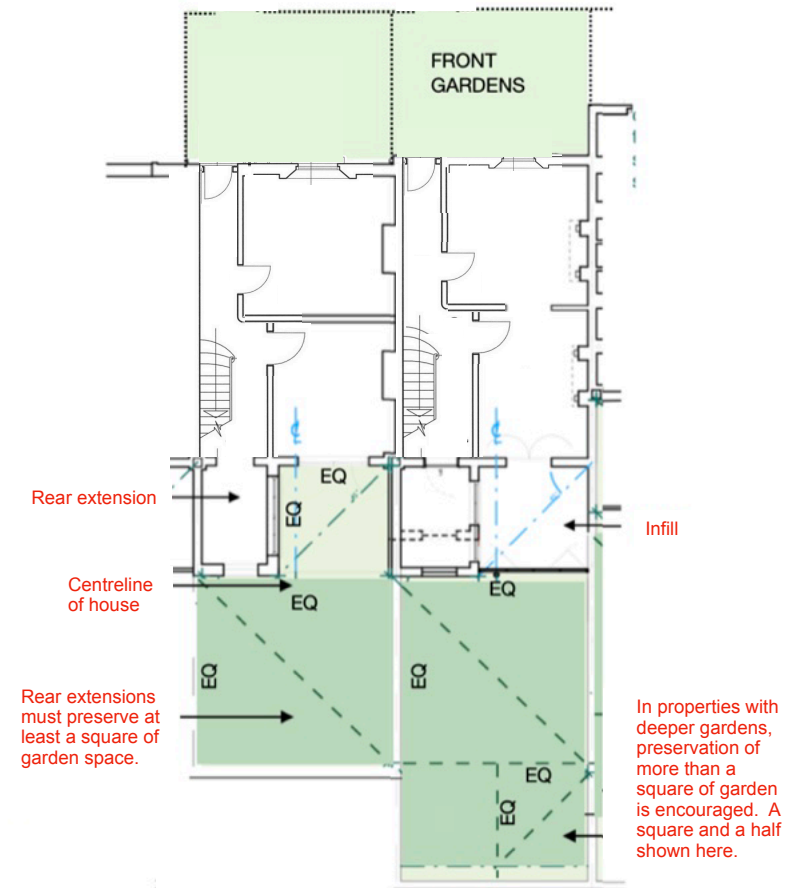 FRONT
GARDENS
EQ
EQ
Rear extension
Infill
Centreline
of house
EQ
EQ
EQ
EQ
Rear extensions
must preserve at
least a square of
garden space.
In properties with
deeper gardens,
preservation of
more than a
square of garden
is encouraged. A
square and a half
shown here.
EQ
EQ